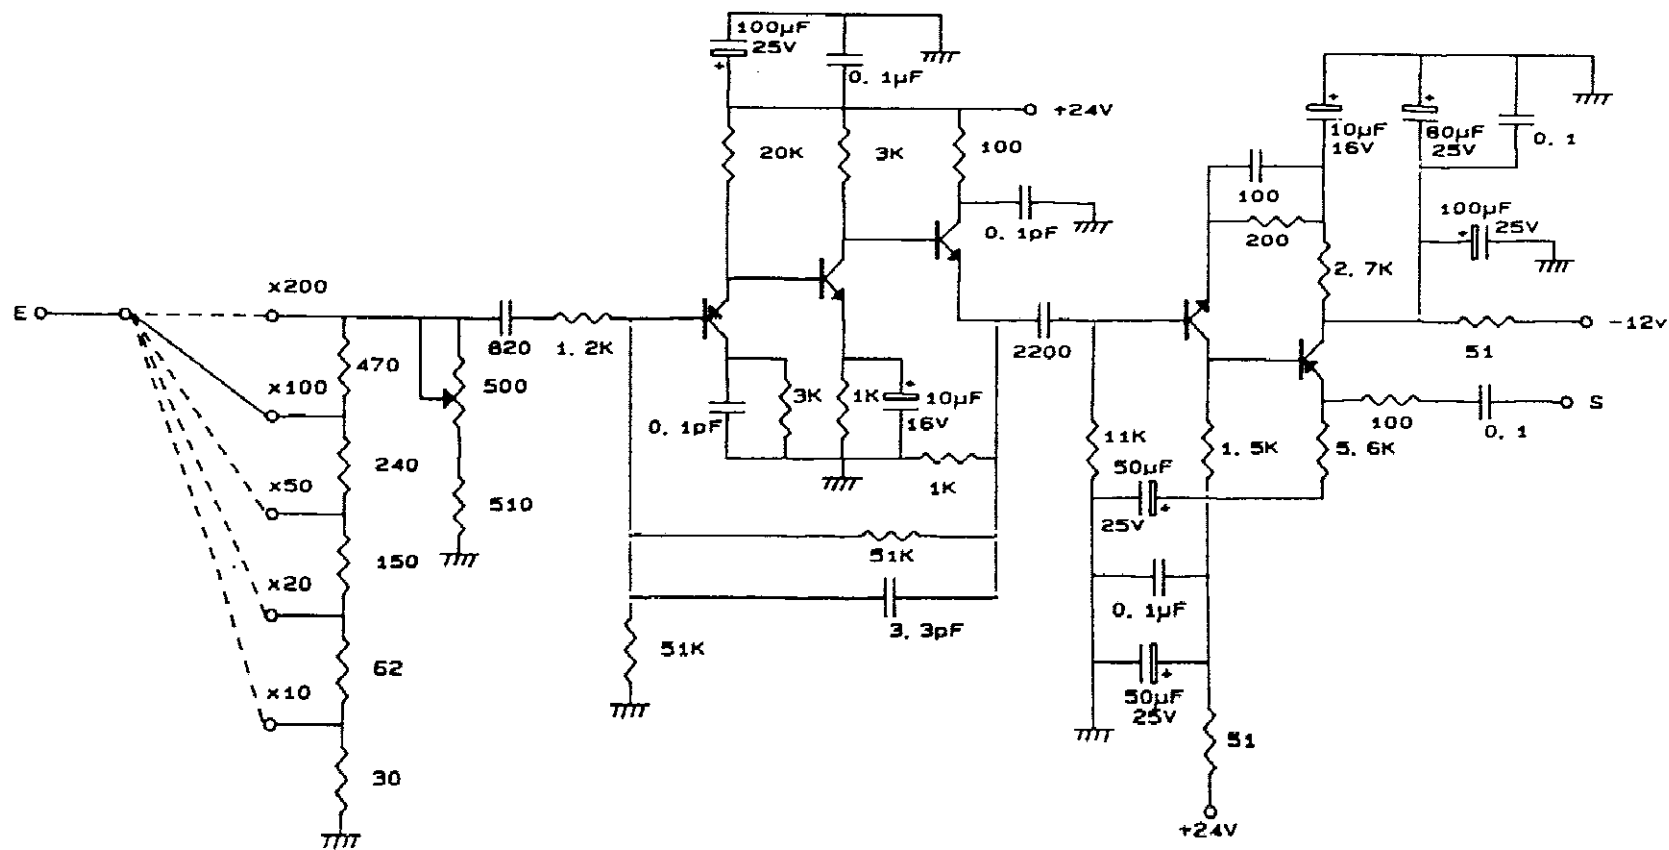 100µF
25V
+
0. 1µF
+24V
20K
3K
100
0. 1pF
+
10µF
16V
+
80µF
25V
0. 1
100
200
100µF
+
25V
2. 7K
E
x200
820
1. 2K
470
500
x100
3K
1K
+
10µF
16V
0. 1pF
2200
51
-12v
100
0. 1
S
240
x50
510
1K
11K
1. 5K
5. 6K
50µF
25V
+
150
x20
51K
3. 3pF
0. 1µF
62
x10
51K
+
50µF
25V
51
30
+24V